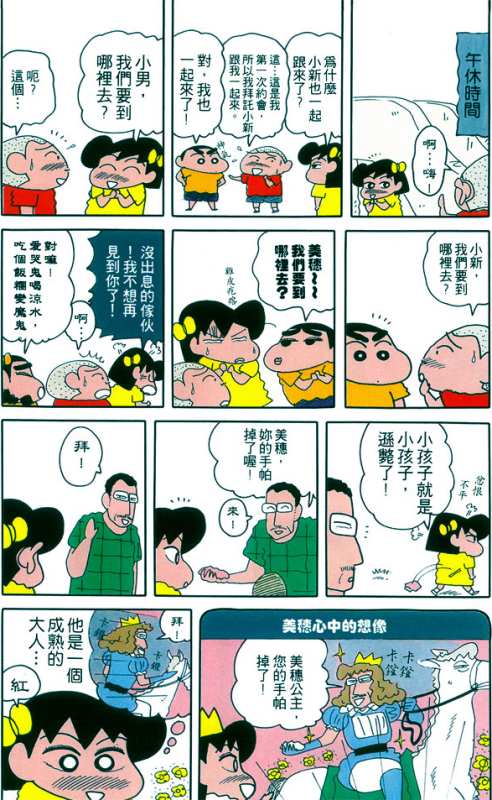 午休時間
啊…嗨!
為什麼
小新也一起
跟來了?
這…這是我
第一次約會,
所以我拜託小新
跟我一起來。
對,我也
一起來了!
小男,
我們要到
哪裡去?
呃?
這個…
小新,
我們要到
哪裡去?
美穗~~
我們要到
哪裡去?
雞皮疙瘩
沒出息的傢伙
!我不想再
見到你了!
啊…
對嘛!
愛哭鬼喝涼水,
吃個飯糰變魔鬼
小孩子就是
小孩子,
遜斃了!
忿恨
不平
美穗,
妳的手帕
掉了喔!
來!
拜!
美穗心中的想像
卡鐙
卡鐙
美穗公主,
您的手帕
掉了!
拜!
卡鐙
卡鐙
他是一個
成熟的
大人…
紅